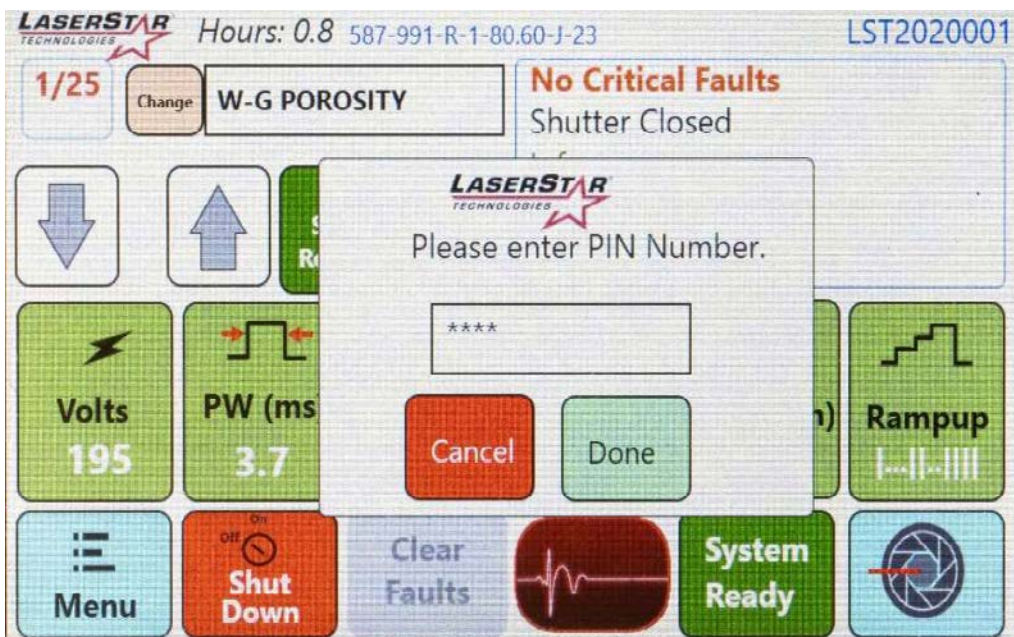 LASERSTAR
TECHNOLOGIES
Hours: 0.8 587-991-R-1-80.60-J-23
LST2020001
1/25
Change
W-G POROSITY
No Critical Faults
Shutter Closed
LASERSTAR
TECHNOLOGIES
Please enter PIN Number.
****
Cancel
Done
Volts
195
PW (ms
3.7
Rampup
Menu
Off
On
Shut
Down
Clear
Faults
System
Ready